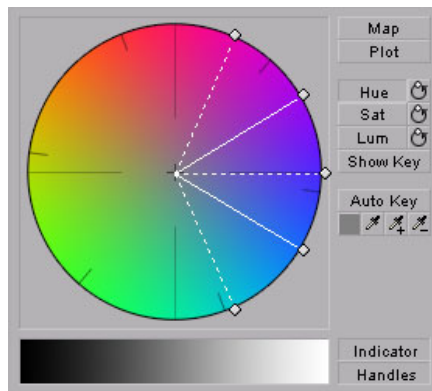 Map
Plot
Hue
Sat
Lum
Show Key
Auto Key
Indicator
Handles